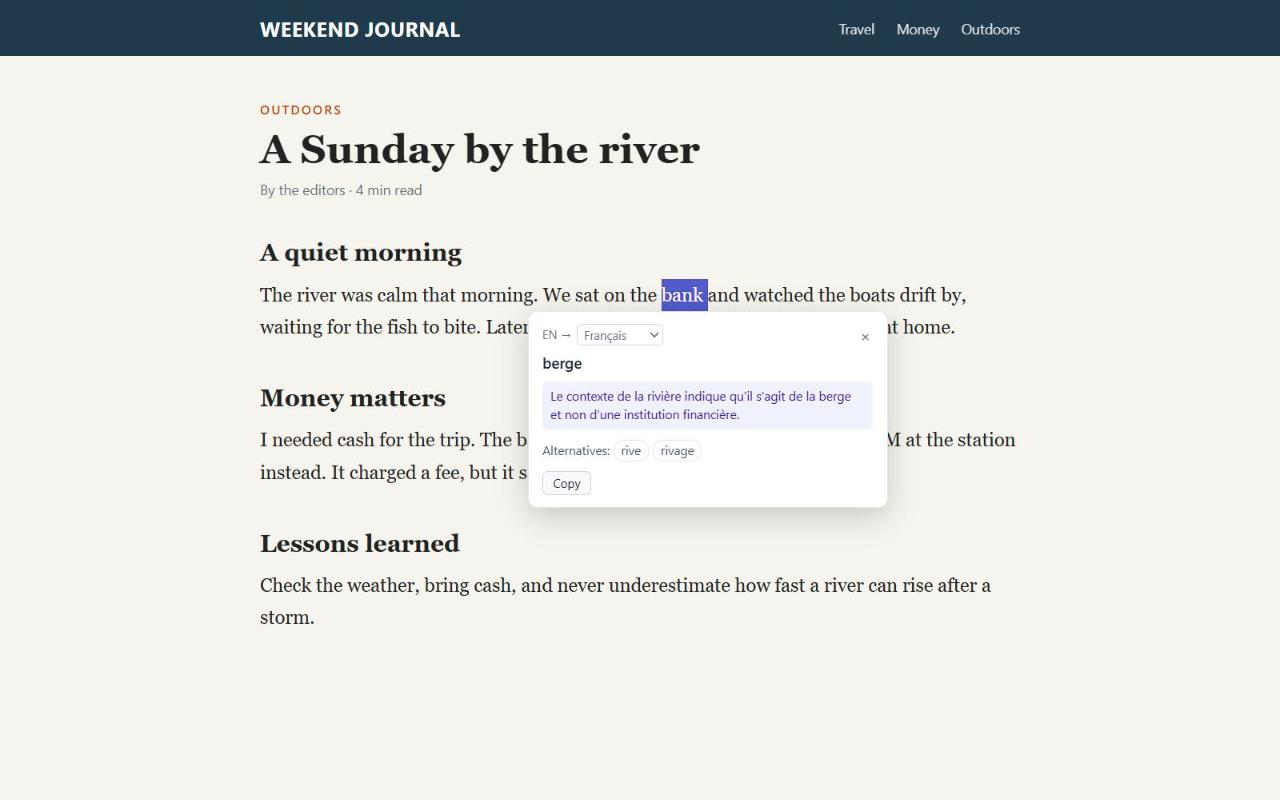 WEEKEND JOURNAL
Travel Money Outdoors
OUTDOORS
A Sunday by the river
By the editors · 4 min read
A quiet morning
The river was calm that morning. We sat on the bank and watched the boats drift by,
waiting for the fish to bite. Later home.
EN → Français ×
berge
Le contexte de la rivière indique qu'il s'agit de la berge
et non d'une institution financière.
Alternatives: rive rivage
Copy
Money matters
I needed cash for the trip. The at the station
instead. It charged a fee, but it
Lessons learned
Check the weather, bring cash, and never underestimate how fast a river can rise after a
storm.